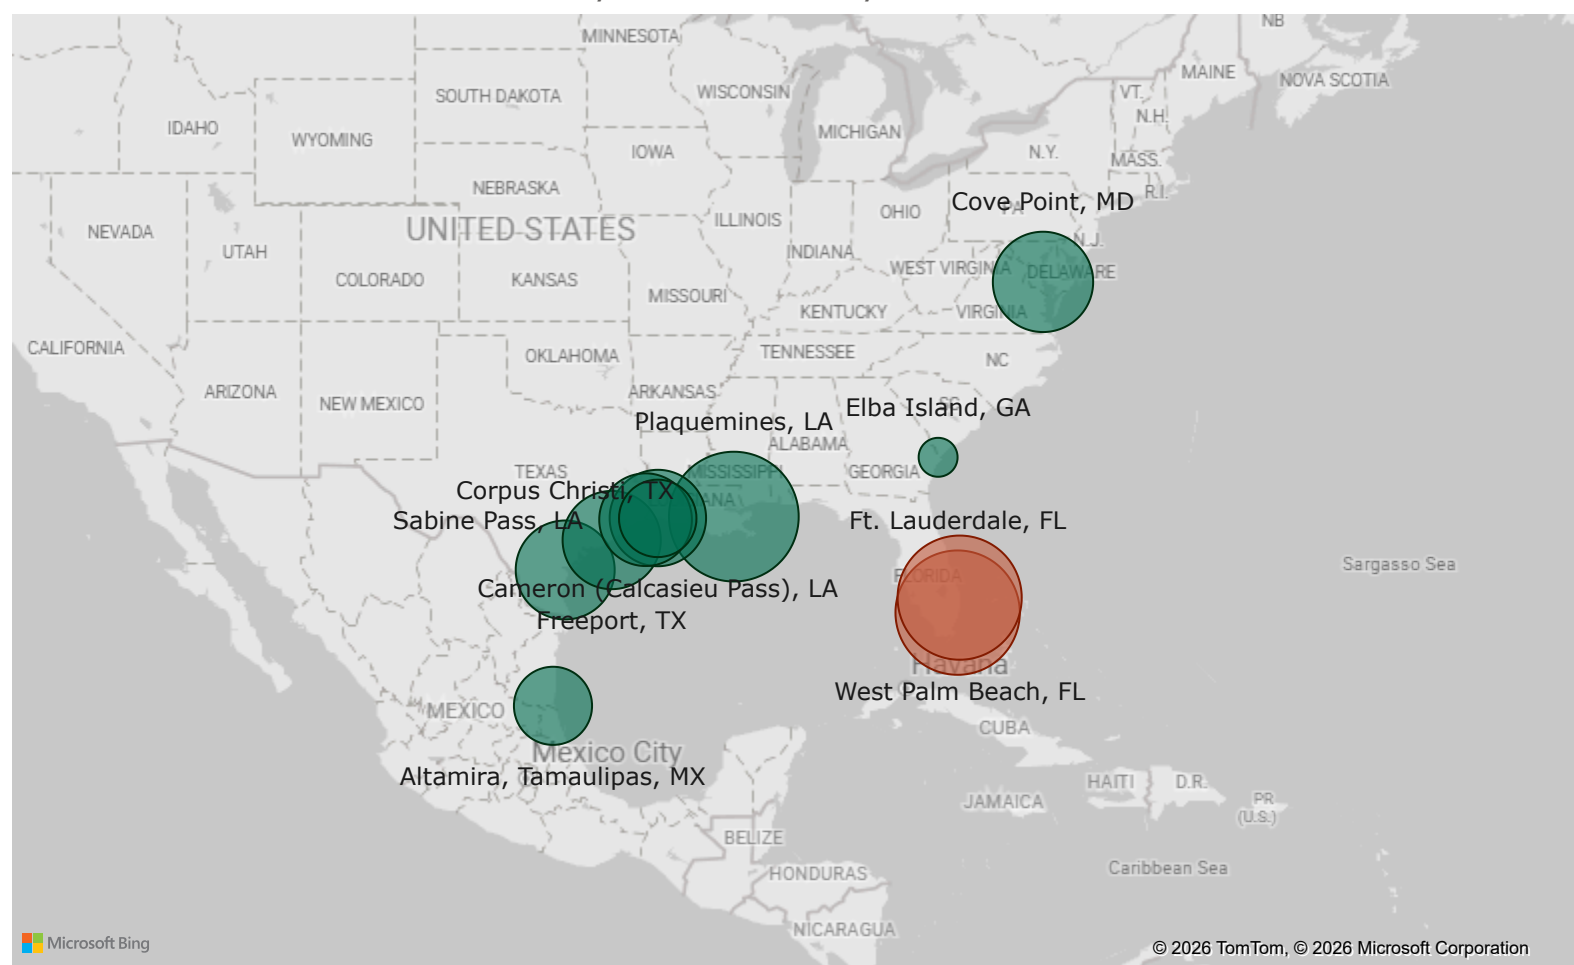 NB
MINNESOTA
MAINE
NOVA SCOTIA
WISCONSIN
VT.
SOUTH DAKOTA
N.H.
IDAHO
MICHIGAN
WYOMING
IOWA
N.Y.
MASS.
NEBRASKA
R.I.
Cove Point, MD
PA
OHIO
ILLINOIS
NEVADA
UNITED STATES
N.J.
UTAH
INDIANA
WEST VIRGINIA
DELAWARE
COLORADO
KANSAS
MISSOURI
KENTUCKY
VIRGINIA
CALIFORNIA
TENNESSEE
OKLAHOMA
NC
ARIZONA
ARKANSAS
NEW MEXICO
SC
Elba Island, GA
Plaquemines, LA
ALABAMA
TEXAS
MISSISSIPPI
GEORGIA
Corpus Christi, TX
ANA
Sabine Pass, LA
Ft. Lauderdale, FL
Sargasso Sea
FLORIDA
Cameron (Calcasieu Pass), LA
Freeport, TX
Havana
West Palm Beach, FL
MEXICO
CUBA
Mexico City
Altamira, Tamaulipas, MX
HAITI
D.R.
JAMAICA
PR
(U.S.)
BELIZE
Caribbean Sea
HONDURAS
NICARAGUA
Microsoft Bing
© 2026 TomTom, © 2026 Microsoft Corporation